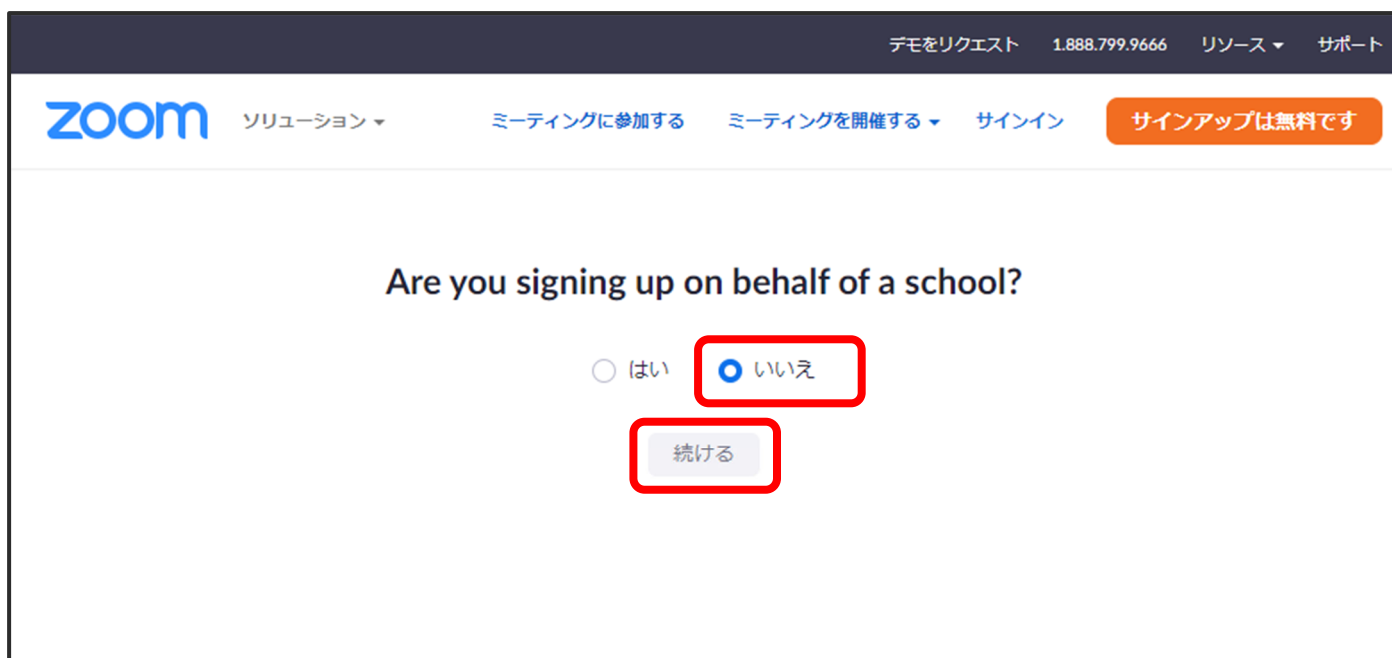 デモをリクエスト 1.888.799.9666 リソース サポート
zoom ソリューション ミーティングに参加する ミーティングを開催する サインイン サインアップは無料です
Are you signing up on behalf of a school?
はい いいえ
続ける